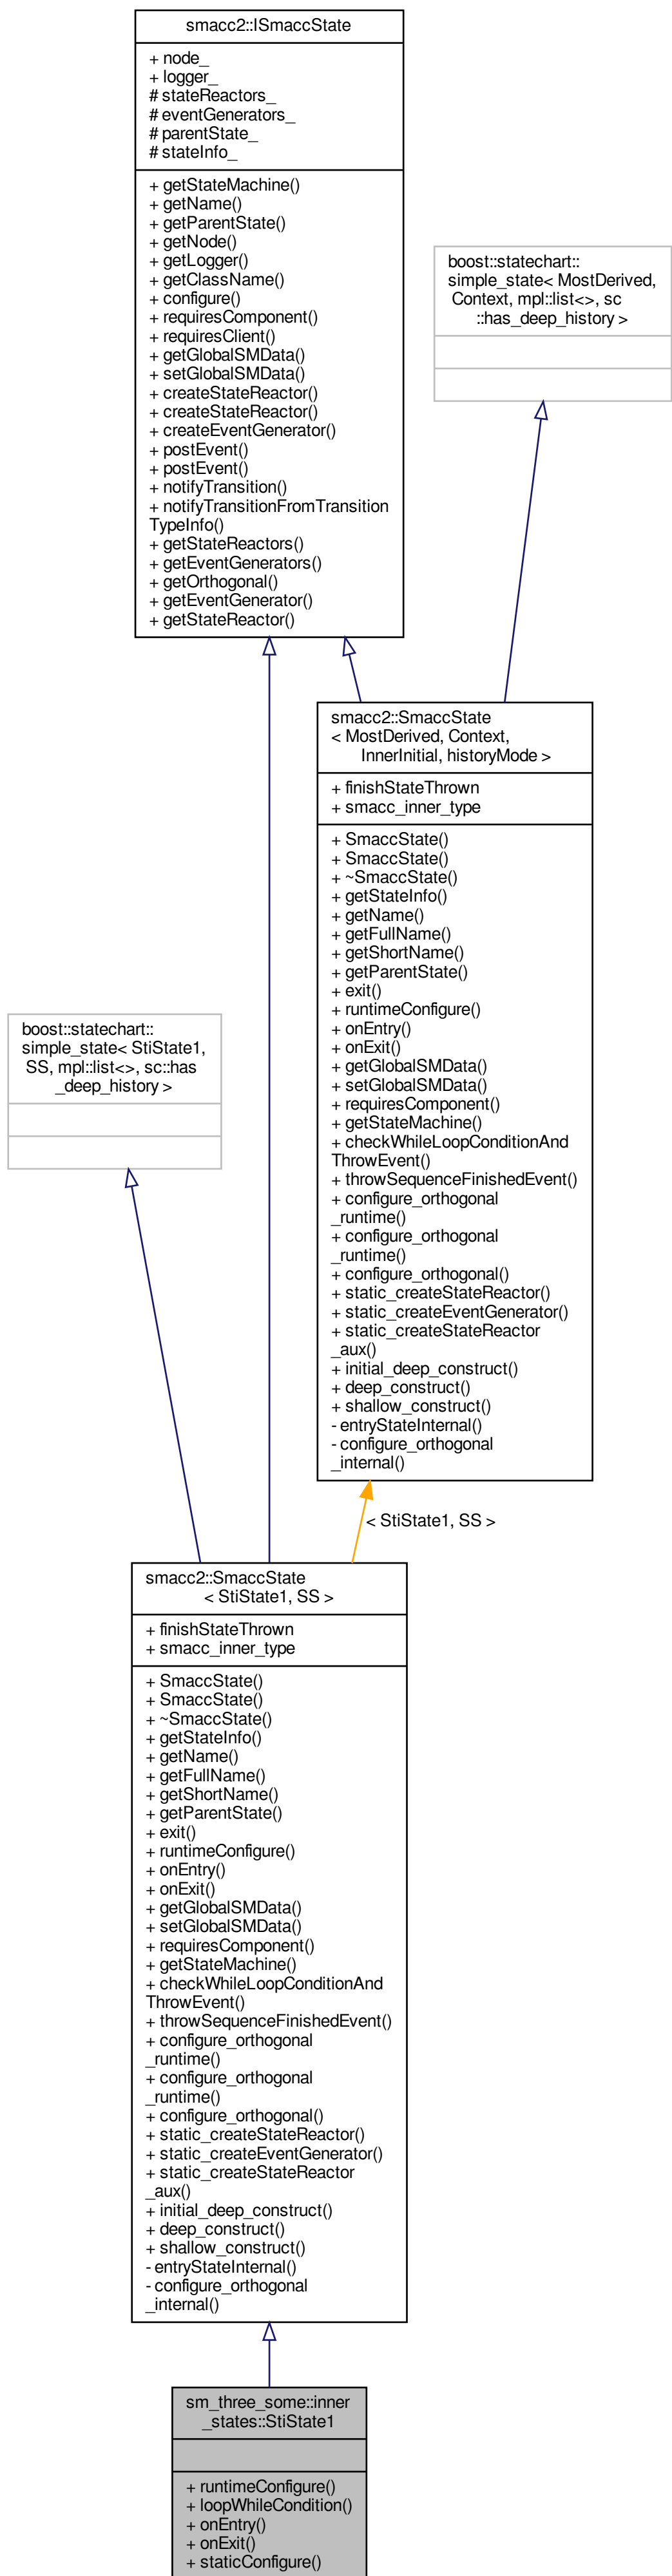 smacc2::ISmaccState
+ node_
+ logger_
# stateReactors_
# eventGenerators_
# parentState_
# stateInfo_
+ getStateMachine()
+ getName()
+ getParentState()
+ getNode()
+ getLogger()
+ getClassName()
+ configure()
+ requiresComponent()
+ requiresClient()
+ getGlobalSMData()
+ setGlobalSMData()
+ createStateReactor()
+ createStateReactor()
+ createEventGenerator()
+ postEvent()
+ postEvent()
+ notifyTransition()
+ notifyTransitionFromTransition
TypeInfo()
+ getStateReactors()
+ getEventGenerators()
+ getOrthogonal()
+ getEventGenerator()
+ getStateReactor()
boost::statechart::
simple_state< MostDerived,
Context, mpl::list<>, sc
::has_deep_history >
smacc2::SmaccState
< MostDerived, Context,
InnerInitial, historyMode >
+ finishStateThrown
+ smacc_inner_type
+ SmaccState()
+ SmaccState()
+ ~SmaccState()
+ getStateInfo()
+ getName()
+ getFullName()
+ getShortName()
+ getParentState()
+ exit()
+ runtimeConfigure()
+ onEntry()
+ onExit()
+ getGlobalSMData()
+ setGlobalSMData()
+ requiresComponent()
+ getStateMachine()
+ checkWhileLoopConditionAnd
ThrowEvent()
+ throwSequenceFinishedEvent()
+ configure_orthogonal
_runtime()
+ configure_orthogonal
_runtime()
+ configure_orthogonal()
+ static_createStateReactor()
+ static_createEventGenerator()
+ static_createStateReactor
_aux()
+ initial_deep_construct()
+ deep_construct()
+ shallow_construct()
- entryStateInternal()
- configure_orthogonal
_internal()
boost::statechart::
simple_state< StiState1,
SS, mpl::list<>, sc::has
_deep_history >
< StiState1, SS >
smacc2::SmaccState
< StiState1, SS >
+ finishStateThrown
+ smacc_inner_type
+ SmaccState()
+ SmaccState()
+ ~SmaccState()
+ getStateInfo()
+ getName()
+ getFullName()
+ getShortName()
+ getParentState()
+ exit()
+ runtimeConfigure()
+ onEntry()
+ onExit()
+ getGlobalSMData()
+ setGlobalSMData()
+ requiresComponent()
+ getStateMachine()
+ checkWhileLoopConditionAnd
ThrowEvent()
+ throwSequenceFinishedEvent()
+ configure_orthogonal
_runtime()
+ configure_orthogonal
_runtime()
+ configure_orthogonal()
+ static_createStateReactor()
+ static_createEventGenerator()
+ static_createStateReactor
_aux()
+ initial_deep_construct()
+ deep_construct()
+ shallow_construct()
- entryStateInternal()
- configure_orthogonal
_internal()
sm_three_some::inner
_states::StiState1
+ runtimeConfigure()
+ loopWhileCondition()
+ onEntry()
+ onExit()
+ staticConfigure()